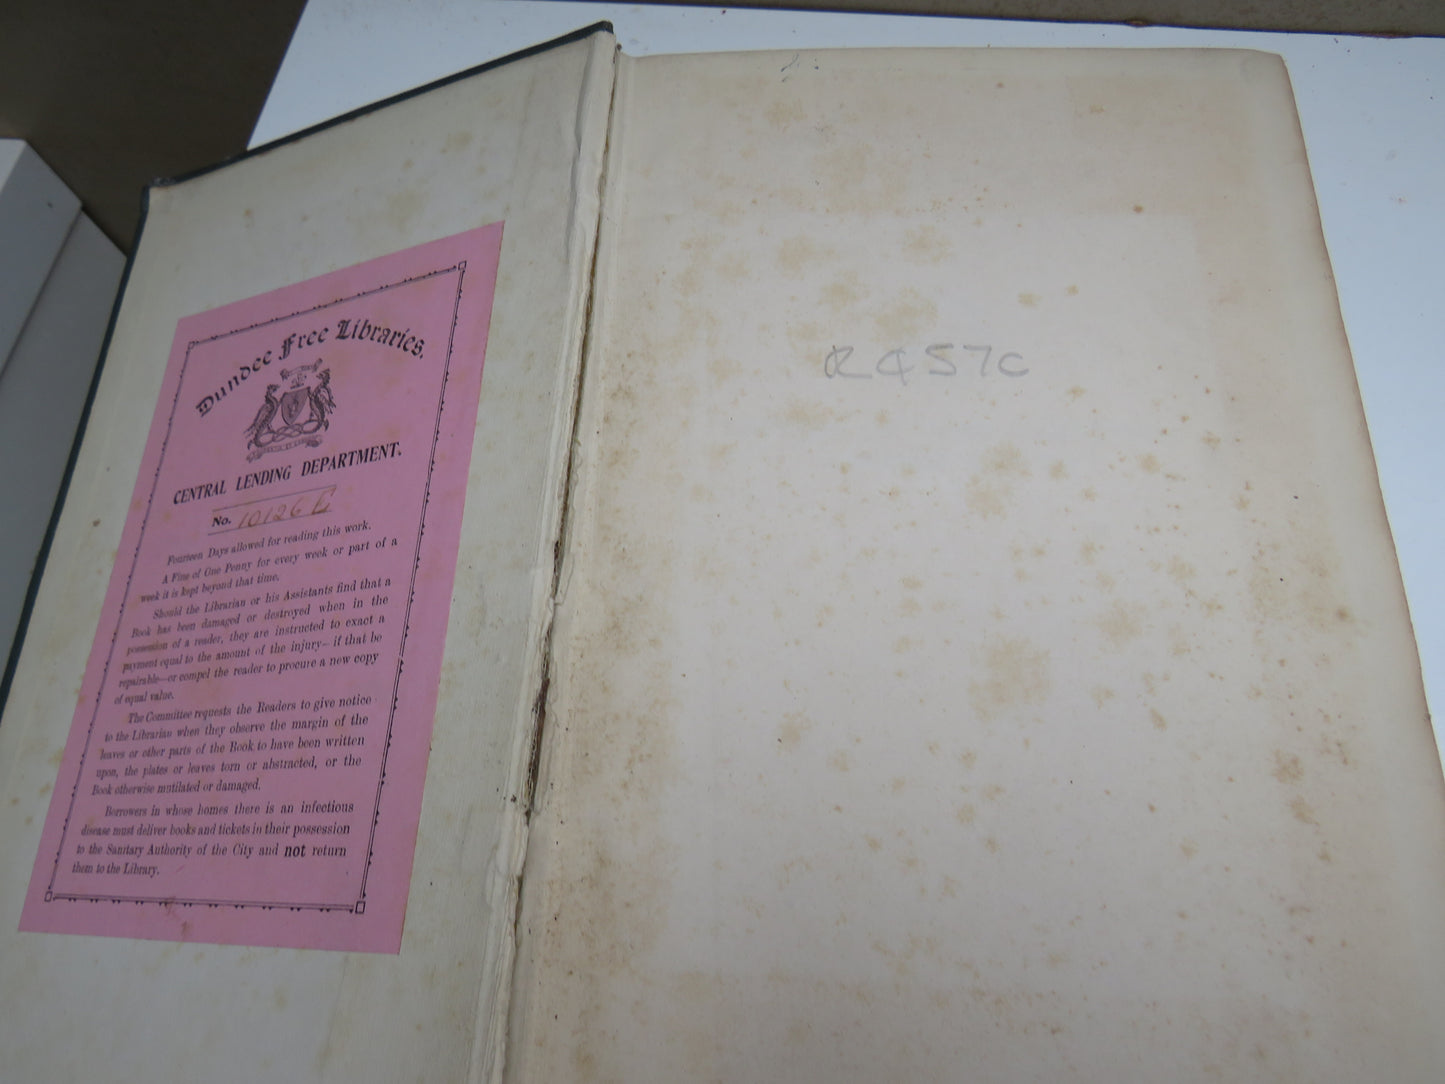 Dundee Free Libraries.
CENTRAL LENDING DEPARTMENT.
No. 10126 E
Fourteen Days allowed for reading this work.
A Fine of One Penny for every week or part of a
week it is kept beyond that time.
Should the Librarian or his Assistants find that a
Book has been damaged or destroyed when in the
possession of a reader, they are instructed to exact a
payment equal to the amount of the injury—if that be
repairable—or compel the reader to procure a new copy
of equal value.
The Committee requests the Readers to give notice
to the Librarian when they observe the margin of the
leaves or other parts of the Book to have been written
upon, the plates or leaves torn or abstracted, or the
Book otherwise mutilated or damaged.
Borrowers in whose homes there is an infectious
disease must deliver books and tickets in their possession
to the Sanitary Authority of the City and not return
them to the Library.